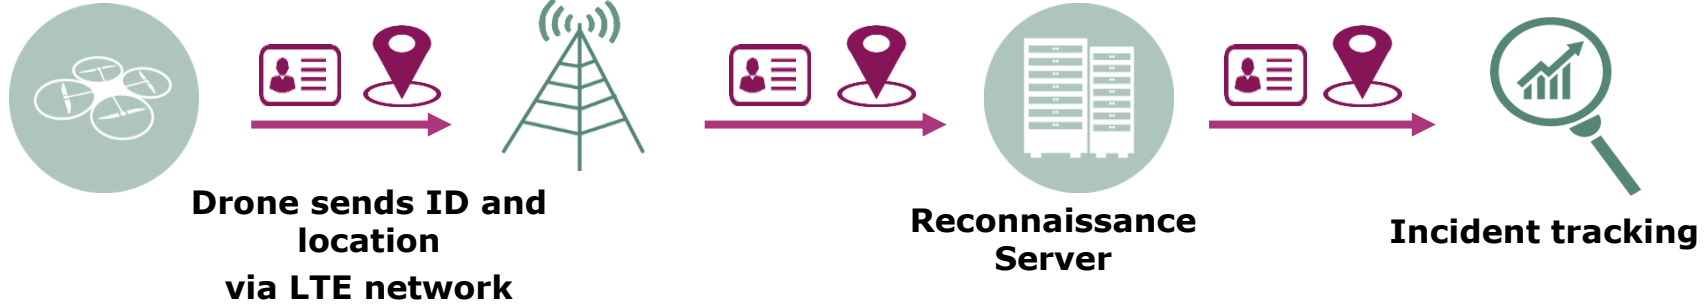 Drone sends ID and
location
via LTE network
Reconnaissance
Server
Incident tracking